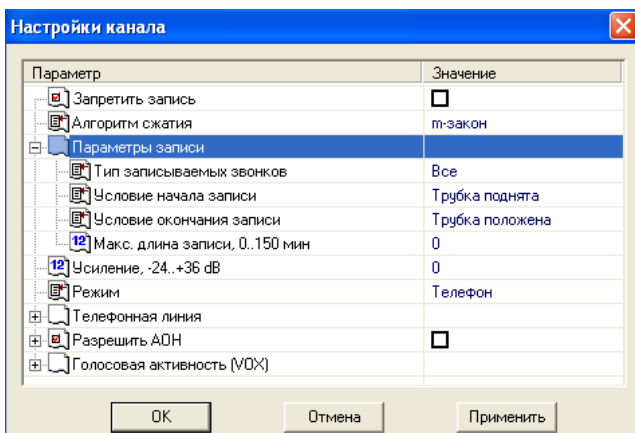 Настройки канала
Параметр Значение
Запретить запись
Алгоритм сжатия m-закон
Параметры записи
Тип записываемых звонков Все
Условие начала записи Трубка поднята
Условие окончания записи Трубка положена
12 Макс. длина записи, 0..150 мин 0
12 Усиление, -24..+36 dB 0
Режим Телефон
Телефонная линия
Разрешить АОН
Голосовая активность (VOX)
OK Отмена Применить